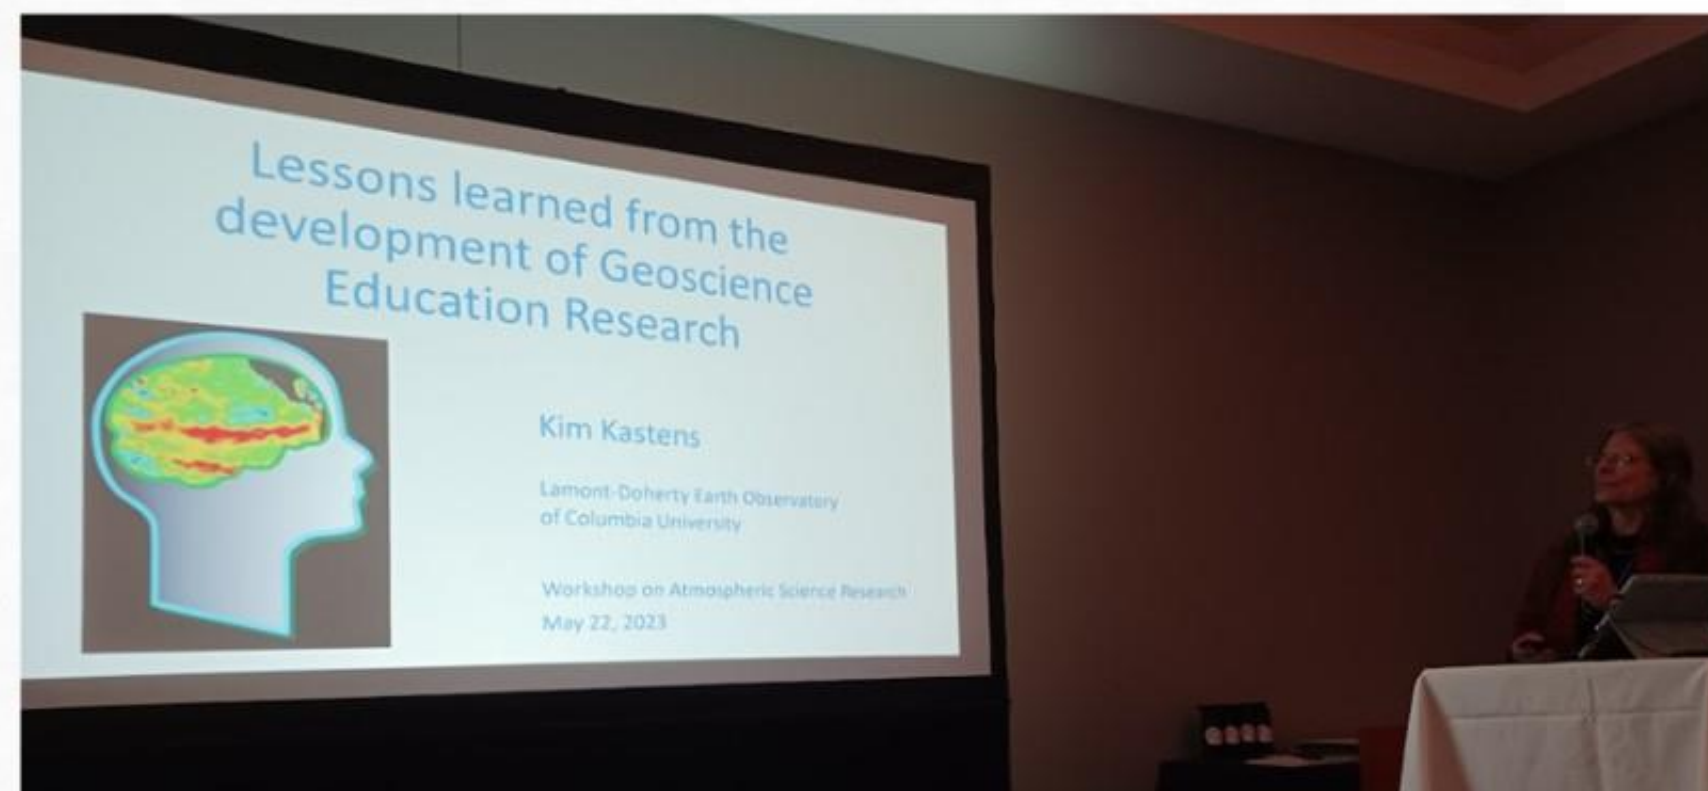 Lessons learned from the
development of Geoscience
Education Research
Kim Kastens
Lamont-Doherty Earth Observatory
of Columbia University
Workshop on Atmospheric Science Research
May 22, 2023